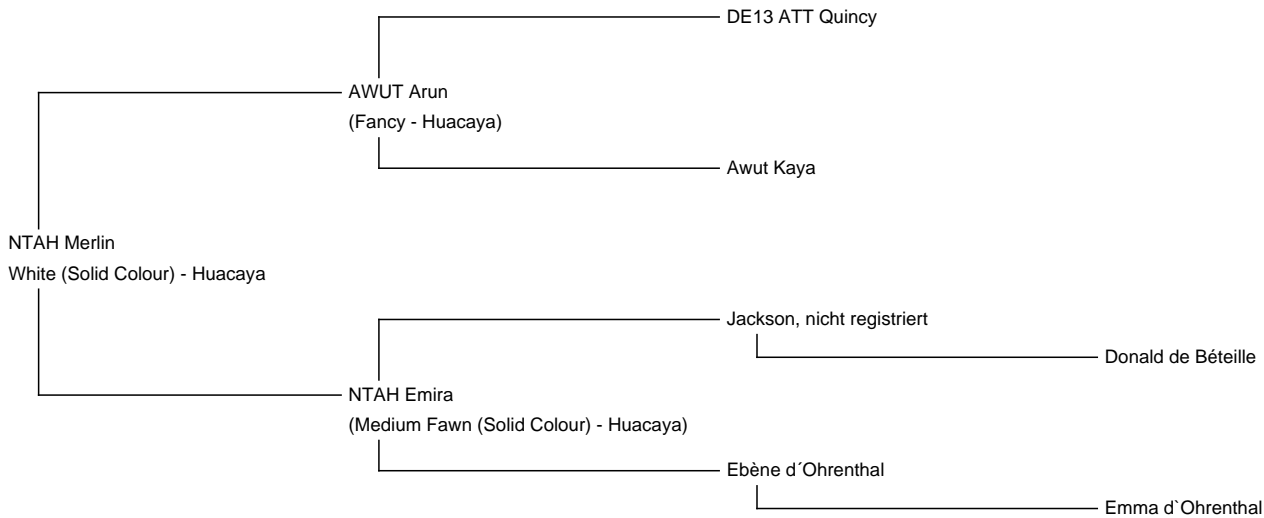 DE13 ATT Quincy
AWUT Arun
(Fancy - Huacaya)
Awut Kaya
NTAH Merlin
White (Solid Colour) - Huacaya
Jackson, nicht registriert
Donald de Béteille
NTAH Emira
(Medium Fawn (Solid Colour) - Huacaya)
Ebène d´Ohrenthal
Emma d`Ohrenthal